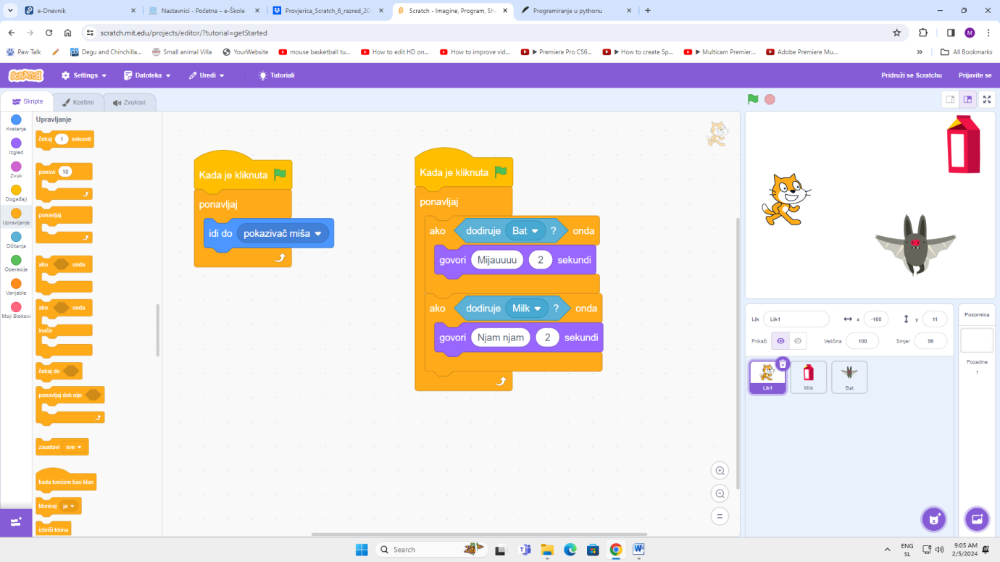 e-Dnevnik
Nastavnici - Početna – e-Škole
Provjerica_Scratch_6_razred_20
Scratch - Imagine, Program, Sha
Programiranje u pythonu
scratch.mit.edu/projects/editor/?tutorial=getStarted
Paw Talk
Degu and Chinchilla...
Small animal Villa
YourWebsite
mouse basketball tu...
How to edit HD on...
How to improve vid...
▶ Premiere Pro CS6...
▶ How to create Sp...
▶ Multicam Premier...
Adobe Premiere Mu...
All Bookmarks
SCRATCH
Settings
Datoteka
Uredi
Tutoriali
Pridruži se Scratchu
Prijavite se
Skripte
Kostimi
Zvukovi
Kretanje
Izgled
Zvuk
Događaji
Upravljanje
Očitanja
Operacije
Varijable
Moji Blokovi
Upravljanje
čekaj 1 sekundi
ponovi 10
ponavljaj
ako onda
ako onda
inače
čekaj do
ponavljaj dok nije
zaustavi sve
kada krećem kao klon
kloniraj ja
izbriši klona
Kada je kliknuta
ponavljaj
idi do pokazivač miša
Kada je kliknuta
ponavljaj
ako dodiruje Bat ? onda
govori Mijauuuu 2 sekundi
ako dodiruje Milk ? onda
govori Njam njam 2 sekundi
Lik Lik1 x -160 y 11
Prikaži Veličina 100 Smjer 90
Lik1
Milk
Bat
Pozornica
Pozadine
1
Search
ENG
SL
9:05 AM
2/5/2024